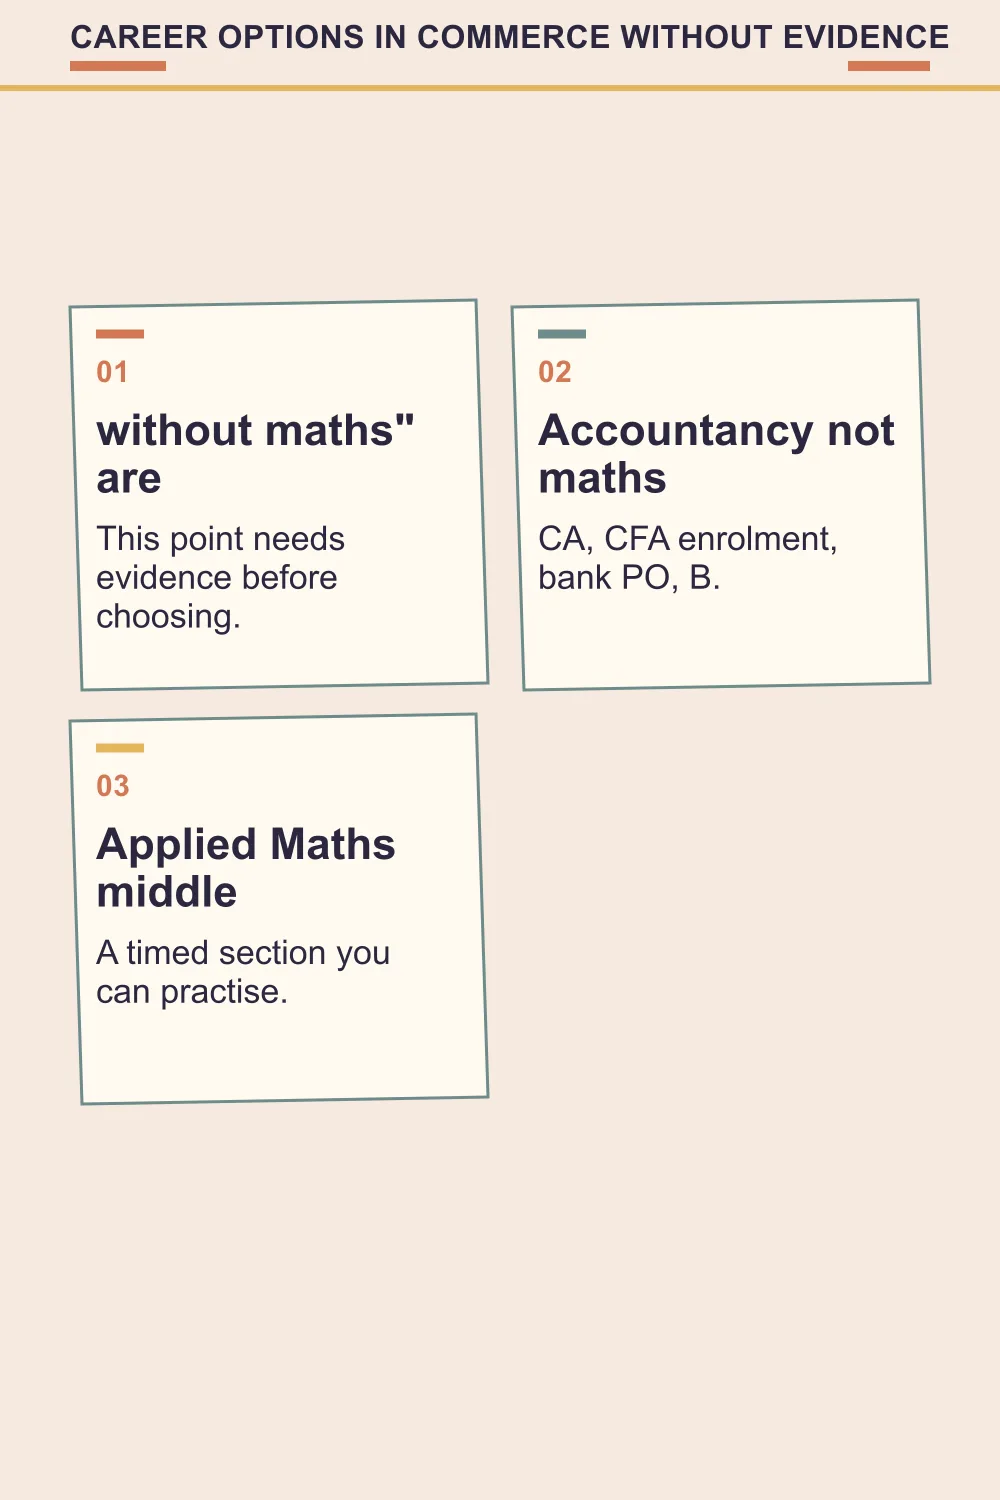 CAREER OPTIONS IN COMMERCE WITHOUT EVIDENCE
01
without maths"
are
This point needs
evidence before
choosing.
02
Accountancy not
maths
CA, CFA enrolment,
bank PO, B.
03
Applied Maths
middle
A timed section you
can practise.